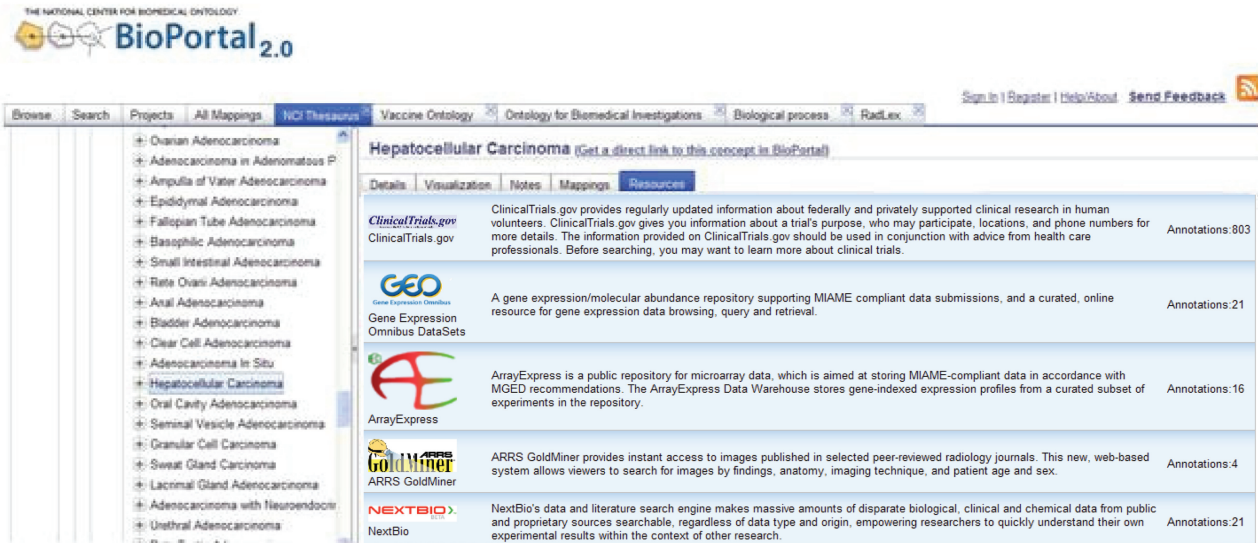 THE NATIONAL CENTER FOR BIOMEDICAL ONTOLOGY
BioPortal 2.0
Sign In | Register | Help/About Send Feedback
Browse Search Projects All Mappings NCI Thesaurus Vaccine Ontology Ontology for Biomedical Investigations Biological process RadLex
Ovarian Adenocarcinoma
Adenocarcinoma in Adenomatous P
Ampulla of Vater Adenocarcinoma
Epididymal Adenocarcinoma
Fallopian Tube Adenocarcinoma
Basophilic Adenocarcinoma
Small Intestinal Adenocarcinoma
Rete Ovarii Adenocarcinoma
Anal Adenocarcinoma
Bladder Adenocarcinoma
Clear Cell Adenocarcinoma
Adenocarcinoma In Situ
Hepatocellular Carcinoma
Oral Cavity Adenocarcinoma
Seminal Vesicle Adenocarcinoma
Granular Cell Carcinoma
Sweat Gland Carcinoma
Lacrimal Gland Adenocarcinoma
Adenocarcinoma with Neuroendocrin
Urethral Adenocarcinoma
Hepatocellular Carcinoma (Get a direct link to this concept in BioPortal)
Details Visualization Notes Mappings Resources
ClinicalTrials.gov
ClinicalTrials.gov
ClinicalTrials.gov provides regularly updated information about federally and privately supported clinical research in human
volunteers. ClinicalTrials.gov gives you information about a trial's purpose, who may participate, locations, and phone numbers for
more details. The information provided on ClinicalTrials.gov should be used in conjunction with advice from health care
professionals. Before searching, you may want to learn more about clinical trials.
Annotations:803
GEO
Gene Expression Omnibus
Gene Expression
Omnibus DataSets
A gene expression/molecular abundance repository supporting MIAME compliant data submissions, and a curated, online
resource for gene expression data browsing, query and retrieval.
Annotations:21
ArrayExpress
ArrayExpress is a public repository for microarray data, which is aimed at storing MIAME-compliant data in accordance with
MGED recommendations. The ArrayExpress Data Warehouse stores gene-indexed expression profiles from a curated subset of
experiments in the repository.
Annotations:16
ARRS
GoldMiner
ARRS GoldMiner
ARRS GoldMiner provides instant access to images published in selected peer-reviewed radiology journals. This new, web-based
system allows viewers to search for images by findings, anatomy, imaging technique, and patient age and sex.
Annotations:4
NEXTBIO
BETA
NextBio
NextBio's data and literature search engine makes massive amounts of disparate biological, clinical and chemical data from public
and proprietary sources searchable, regardless of data type and origin, empowering researchers to quickly understand their own
experimental results within the context of other research.
Annotations:21